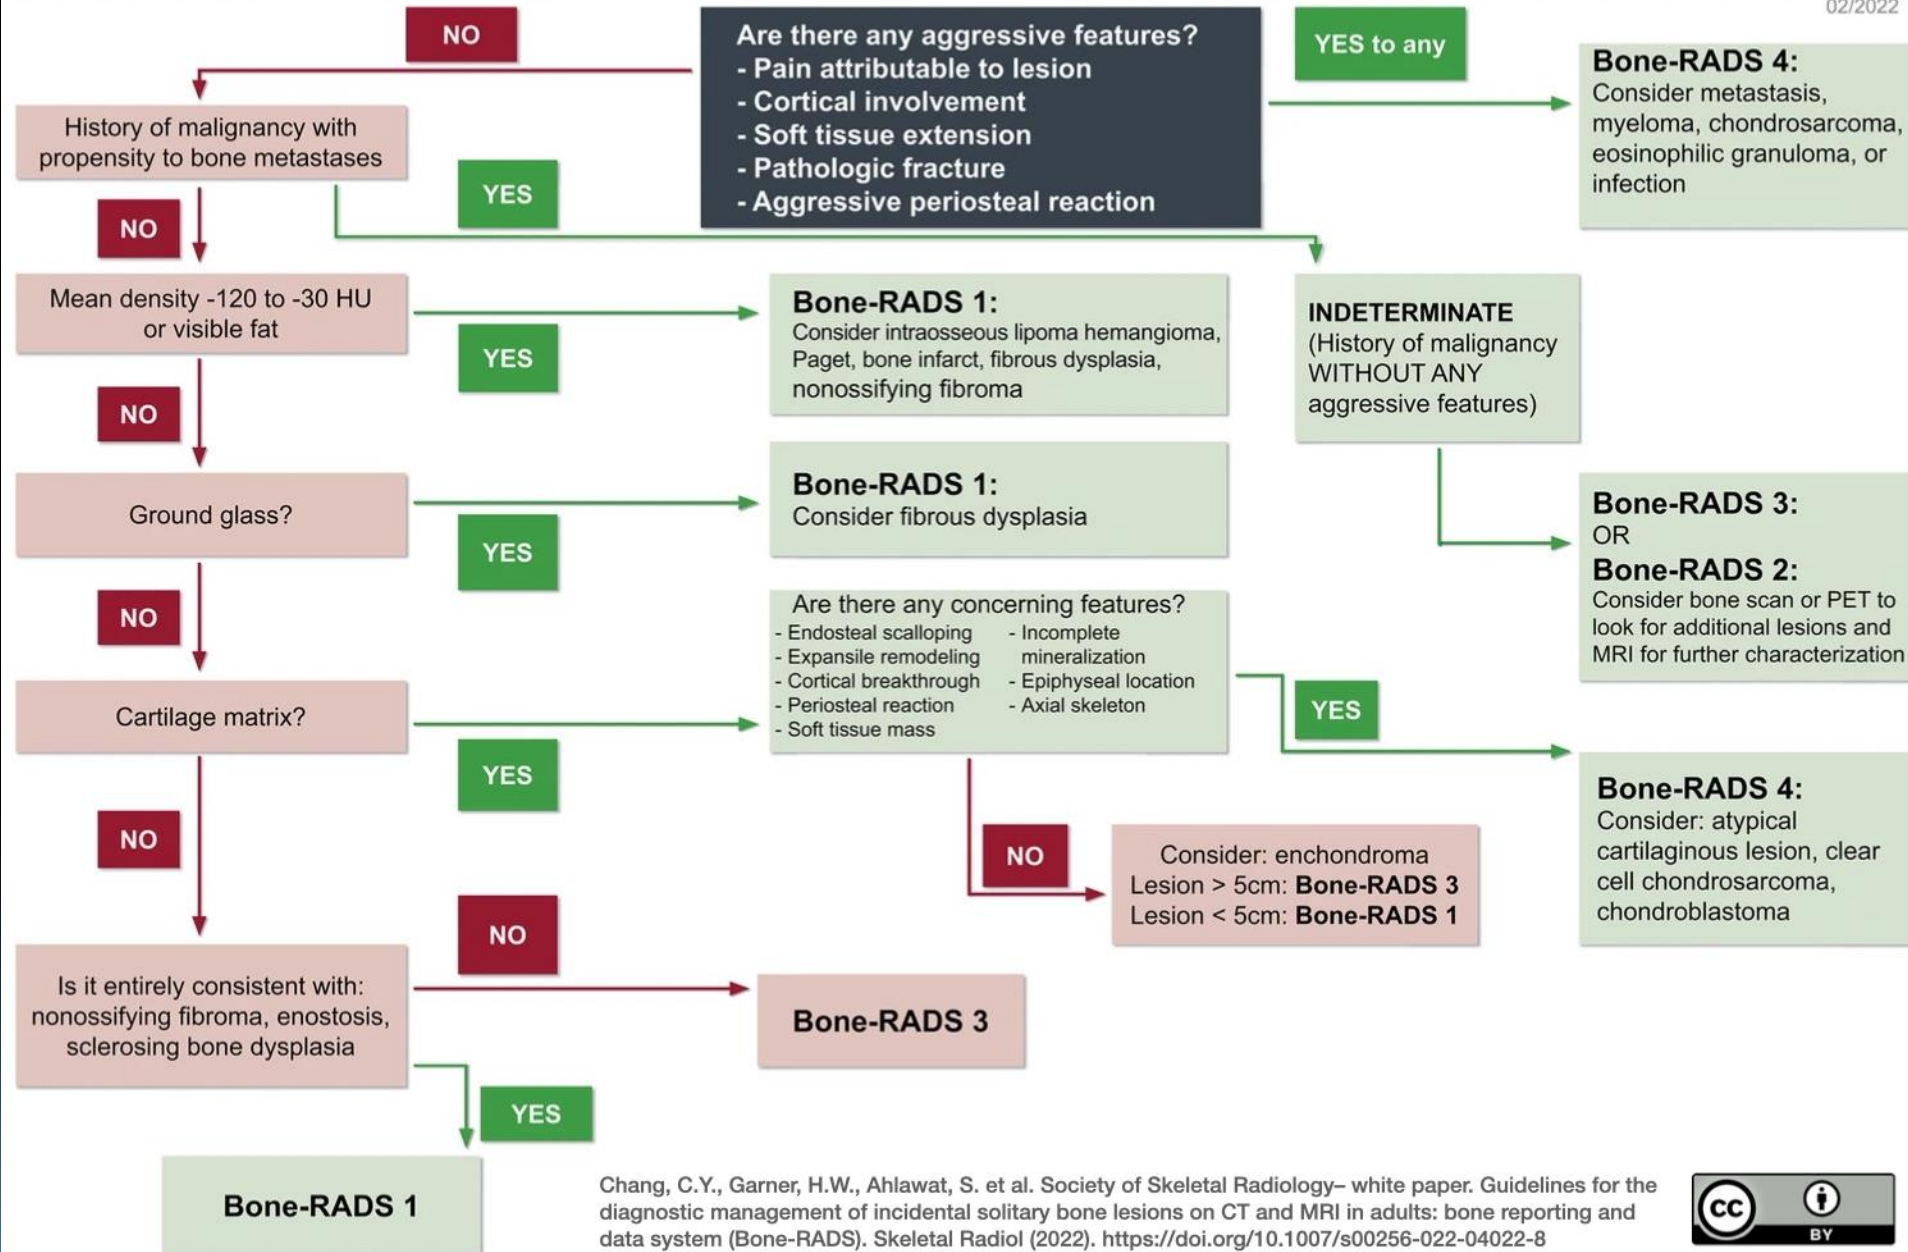 02/2022
NO
Are there any aggressive features?
- Pain attributable to lesion
- Cortical involvement
- Soft tissue extension
- Pathologic fracture
- Aggressive periosteal reaction
YES to any
Bone-RADS 4:
Consider metastasis,
myeloma, chondrosarcoma,
eosinophilic granuloma, or
infection
History of malignancy with
propensity to bone metastases
YES
NO
Mean density -120 to -30 HU
or visible fat
YES
Bone-RADS 1:
Consider intraosseous lipoma hemangioma,
Paget, bone infarct, fibrous dysplasia,
nonossifying fibroma
INDETERMINATE
(History of malignancy
WITHOUT ANY
aggressive features)
NO
Ground glass?
YES
Bone-RADS 1:
Consider fibrous dysplasia
Bone-RADS 3:
OR
Bone-RADS 2:
Consider bone scan or PET to
look for additional lesions and
MRI for further characterization
NO
Cartilage matrix?
YES
Are there any concerning features?
- Endosteal scalloping
- Expansile remodeling
- Cortical breakthrough
- Periosteal reaction
- Soft tissue mass
- Incomplete
mineralization
- Epiphyseal location
- Axial skeleton
YES
Bone-RADS 4:
Consider: atypical
cartilaginous lesion, clear
cell chondrosarcoma,
chondroblastoma
NO
Consider: enchondroma
Lesion > 5cm: Bone-RADS 3
Lesion < 5cm: Bone-RADS 1
NO
Is it entirely consistent with:
nonossifying fibroma, enostosis,
sclerosing bone dysplasia
NO
Bone-RADS 3
YES
Bone-RADS 1
Chang, C.Y., Garner, H.W., Ahlawat, S. et al. Society of Skeletal Radiology– white paper. Guidelines for the
diagnostic management of incidental solitary bone lesions on CT and MRI in adults: bone reporting and
data system (Bone-RADS). Skeletal Radiol (2022). https://doi.org/10.1007/s00256-022-04022-8
CC
BY